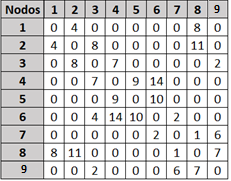 Nodos 1 2 3 4 5 6 7 8 9
1 0 4 0 0 0 0 0 8 0
2 4 0 8 0 0 0 0 11 0
3 0 8 0 7 0 0 0 0 2
4 0 0 7 0 9 14 0 0 0
5 0 0 0 9 0 10 0 0 0
6 0 0 4 14 10 0 2 0 0
7 0 0 0 0 0 2 0 1 6
8 8 11 0 0 0 0 1 0 7
9 0 0 2 0 0 0 6 7 0